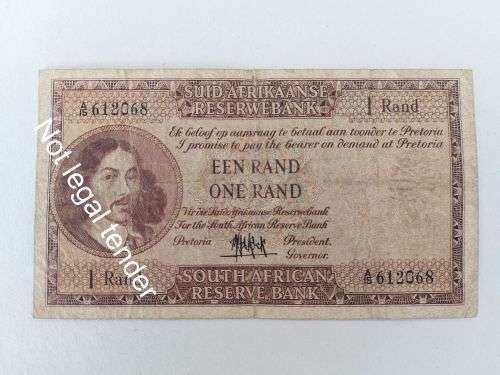 SUID-AFRIKAANSE
RESERWEBANK
612068
1 Rand
Ek beloof op aanvraag te betaal aan toonder te Pretoria
I promise to pay the bearer on demand at Pretoria
EEN RAND
ONE RAND
Vir die Suid-Afrikaanse Reserwebank
For the South African Reserve Bank
Pretoria
President.
Governor.
1 Rand
SOUTH AFRICAN
RESERVE BANK
612068
Not legal tender